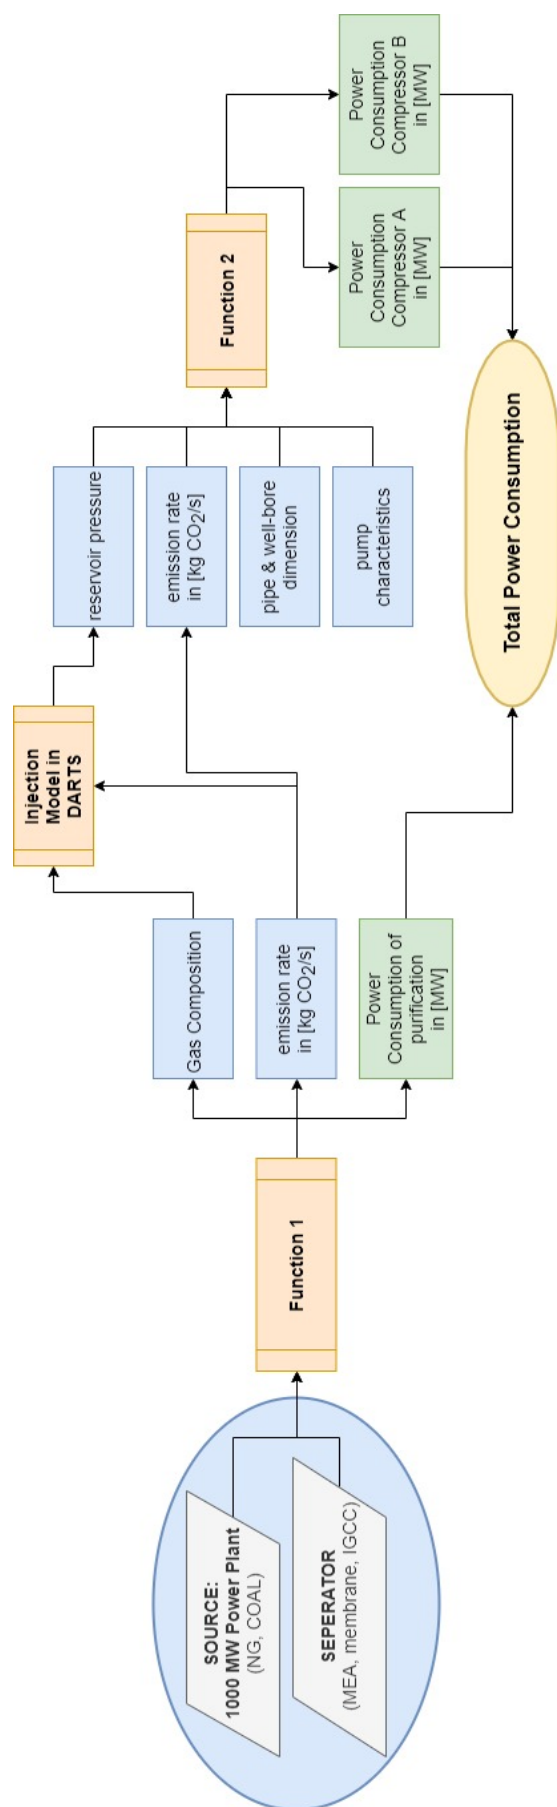 SOURCE:
1000 MW Power Plant
(NG, COAL)
SEPERATOR
(MEA, membrane, IGCC)
Function 1
Gas Composition
emission rate
in [kg CO2/s]
Power
Consumption of
purification
in [MW]
Injection
Model in
DARTS
reservoir pressure
emission rate
in [kg CO2/s]
pipe & well-bore
dimension
pump
characteristics
Function 2
Power
Consumption
Compressor B
in [MW]
Power
Consumption
Compressor A
in [MW]
Total Power Consumption